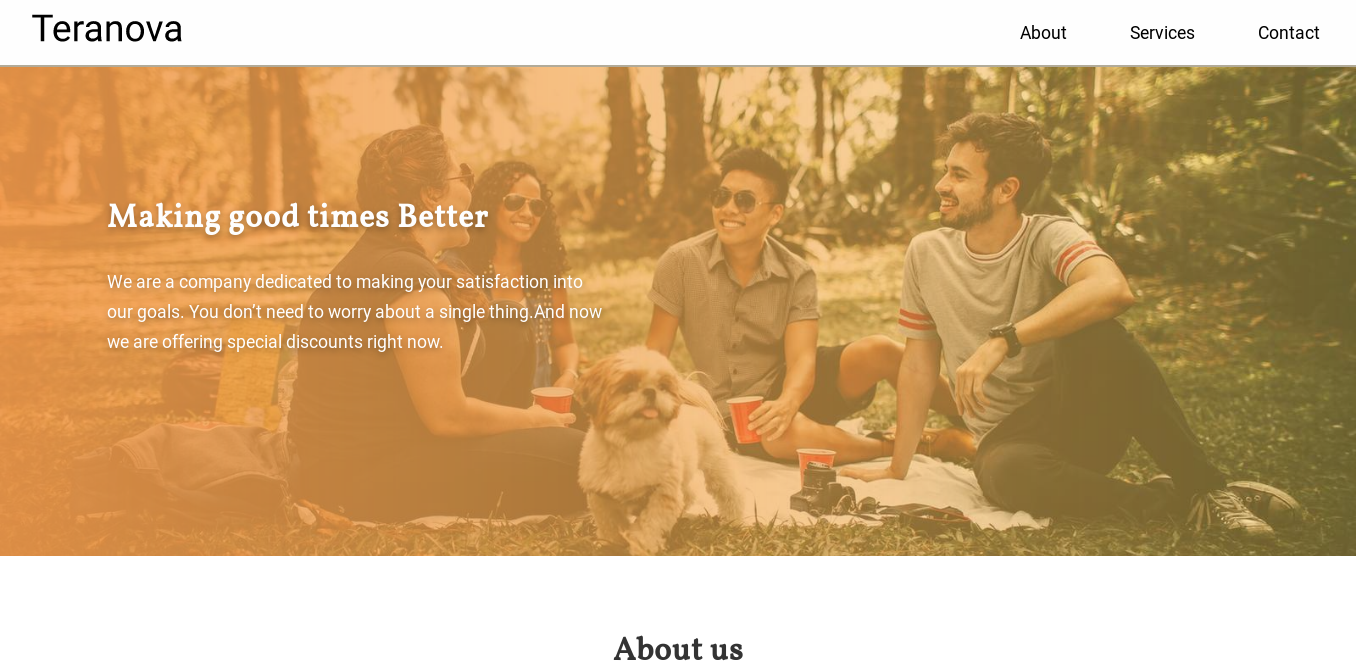 Teranova
About
Services
Contact
Making good times Better
We are a company dedicated to making your satisfaction into
our goals. You don’t need to worry about a single thing.And now
we are offering special discounts right now.
About us